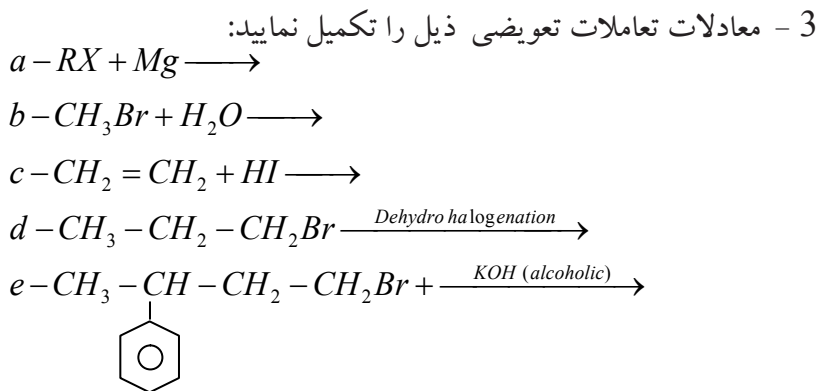 3 - معادلات تعاملات تعویضی ذیل را تکمیل نمایید:
a – RX + Mg ⟶
b – CH₃Br + H₂O ⟶
c – CH₂ = CH₂ + HI ⟶
d – CH₃ – CH₂ – CH₂Br Dehydro halogenation ⟶
e – CH₃ – CH – CH₂ – CH₂Br + KOH (alcoholic) ⟶